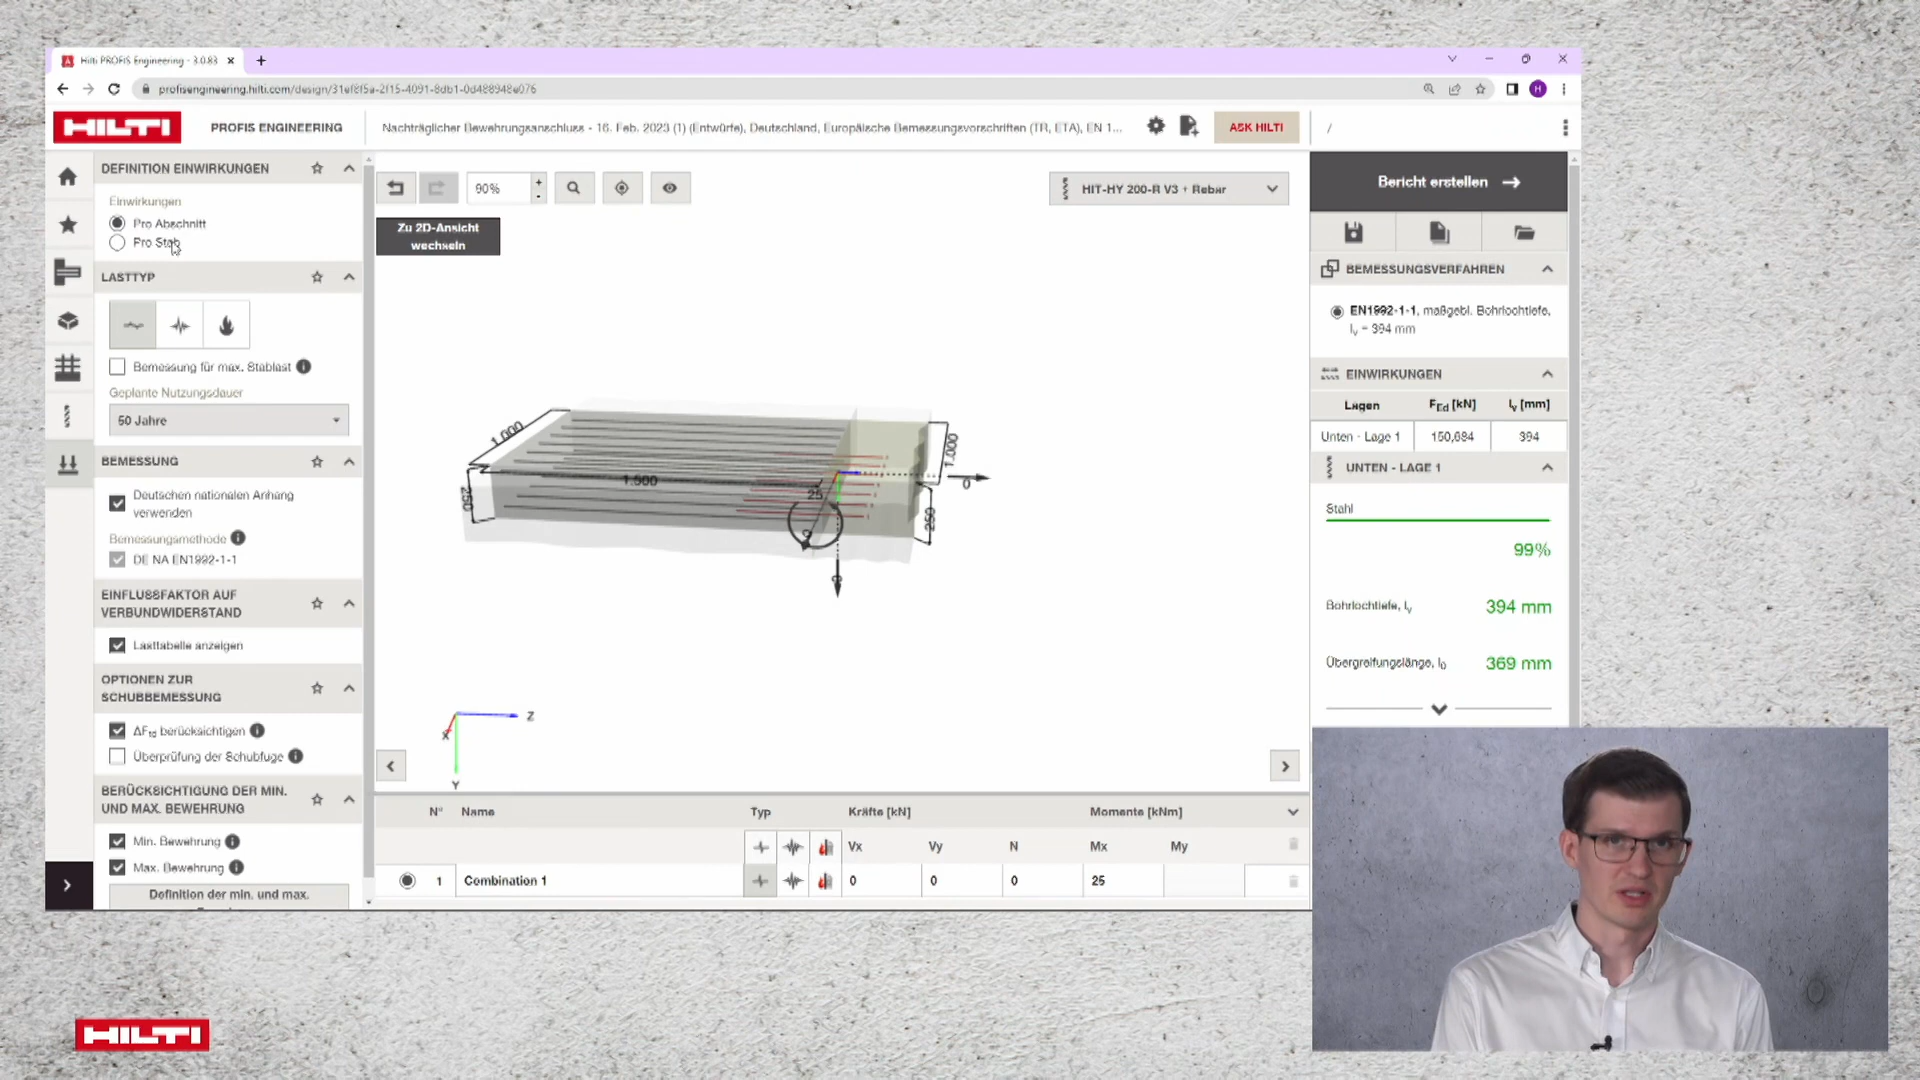 Hilti PROFIS Engineering - 3.0.83
profisengineering.hilti.com/design/31ef8f5a-2f15-4091-8db1-0d488948e076
H
HILTI
PROFIS ENGINEERING
Nachträglicher Bewehrungsanschluss - 16. Feb. 2023 (1) (Entwürfe), Deutschland, Europäische Bemessungsvorschriften (TR, ETA), EN 1...
ASK HILTI
/
DEFINITION EINWIRKUNGEN
Einwirkungen
Pro Abschnitt
Pro Stab
LASTTYP
Bemessung für max. Stablast
Geplante Nutzungsdauer
50 Jahre
BEMESSUNG
Deutschen nationalen Anhang
verwenden
Bemessungsmethode
DE NA EN1992-1-1
EINFLUSSFAKTOR AUF
VERBUNDWIDERSTAND
Lasttabelle anzeigen
OPTIONEN ZUR
SCHUBBEMESSUNG
ΔFtd berücksichtigen
Überprüfung der Schubfuge
BERÜCKSICHTIGUNG DER MIN.
UND MAX. BEWEHRUNG
Min. Bewehrung
Max. Bewehrung
Definition der min. und max.
90%
+
-
HIT-HY 200-R V3 + Rebar
Zu 2D-Ansicht
wechseln
1.000
1.500
250
25
1.000
0
250
0
0
Z
X
Y
N° Name Typ Kräfte [kN] Momente [kNm]
Vx Vy N Mx My
1 Combination 1 0 0 0 25
Bericht erstellen
BEMESSUNGSVERFAHREN
EN1992-1-1, maßgebl. Bohrlochtiefe,
lv = 394 mm
EINWIRKUNGEN
Lagen FEd [kN] lv [mm]
Unten - Lage 1 150,684 394
UNTEN - LAGE 1
Stahl
99%
Bohrlochtiefe, lv 394 mm
Übergreifungslänge, l0 369 mm
HILTI